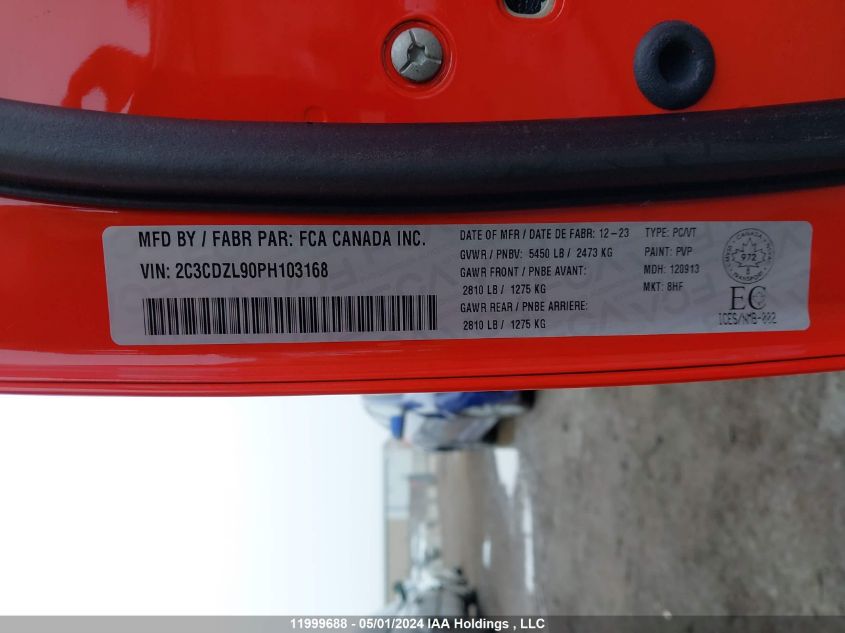 MFD BY / FABR PAR: FCA CANADA INC.
VIN: 2C3CDZL90PH103168
DATE OF MFR / DATE DE FABR: 12-23
GVWR / PNBV: 5450 LB / 2473 KG
GAWR FRONT / PNBE AVANT:
2810 LB / 1275 KG
GAWR REAR / PNBE ARRIERE:
2810 LB / 1275 KG
TYPE: PC/VT
PAINT: PVP
MDH: 120913
MKT: 8HF
CANADA
972
TRANSPORT
EC
ICES/NMB-002
11999688 - 05/01/2024 IAA Holdings , LLC